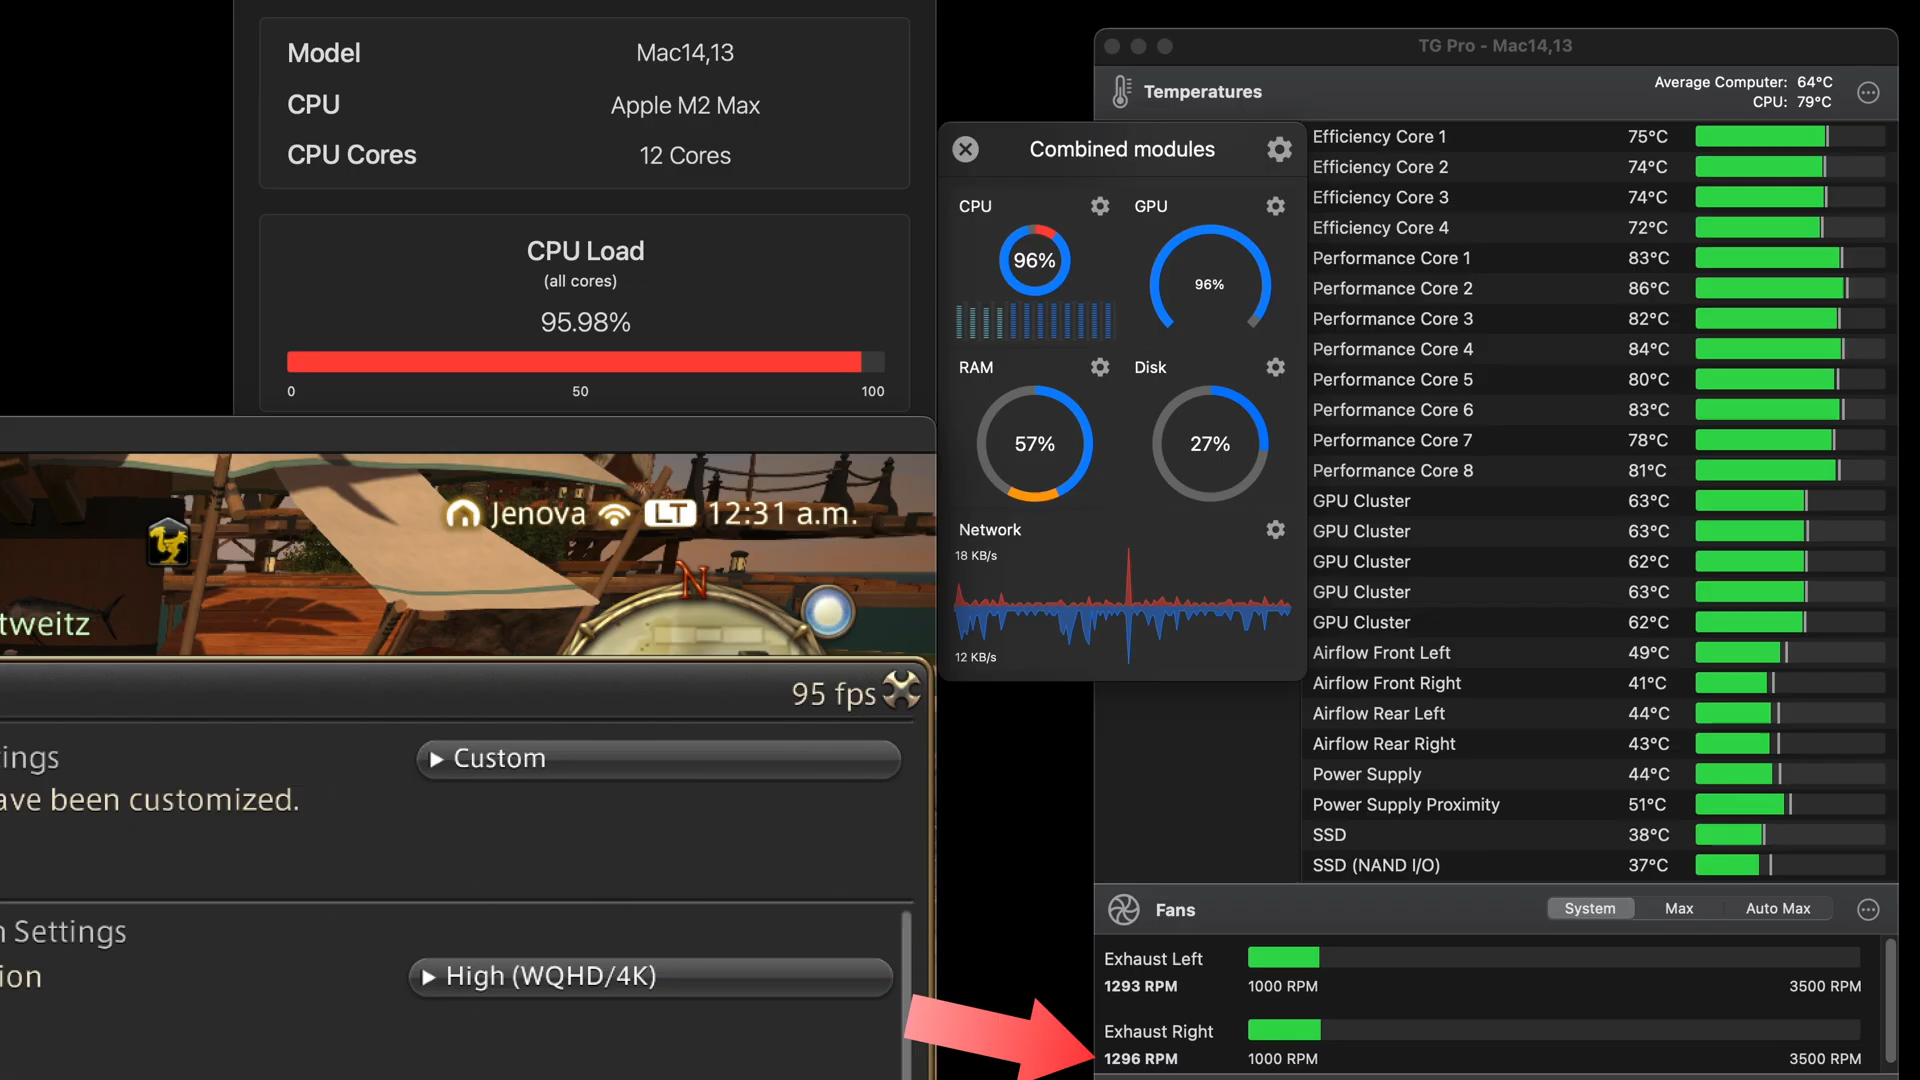 Model Mac14,13
CPU Apple M2 Max
CPU Cores 12 Cores
CPU Load
(all cores)
95.98%
0 50 100
Jenova LT 12:31 a.m.
N
tweitz
95 fps
ings Custom
ave been customized.
n Settings
ion High (WQHD/4K)
Combined modules
CPU GPU
96% 96%
RAM Disk
57% 27%
Network
18 KB/s
12 KB/s
TG Pro - Mac14,13
Temperatures
Average Computer: 64°C
CPU: 79°C
Efficiency Core 1 75°C
Efficiency Core 2 74°C
Efficiency Core 3 74°C
Efficiency Core 4 72°C
Performance Core 1 83°C
Performance Core 2 86°C
Performance Core 3 82°C
Performance Core 4 84°C
Performance Core 5 80°C
Performance Core 6 83°C
Performance Core 7 78°C
Performance Core 8 81°C
GPU Cluster 63°C
GPU Cluster 63°C
GPU Cluster 62°C
GPU Cluster 63°C
GPU Cluster 62°C
Airflow Front Left 49°C
Airflow Front Right 41°C
Airflow Rear Left 44°C
Airflow Rear Right 43°C
Power Supply 44°C
Power Supply Proximity 51°C
SSD 38°C
SSD (NAND I/O) 37°C
Fans System Max Auto Max
Exhaust Left
1293 RPM 1000 RPM 3500 RPM
Exhaust Right
1296 RPM 1000 RPM 3500 RPM